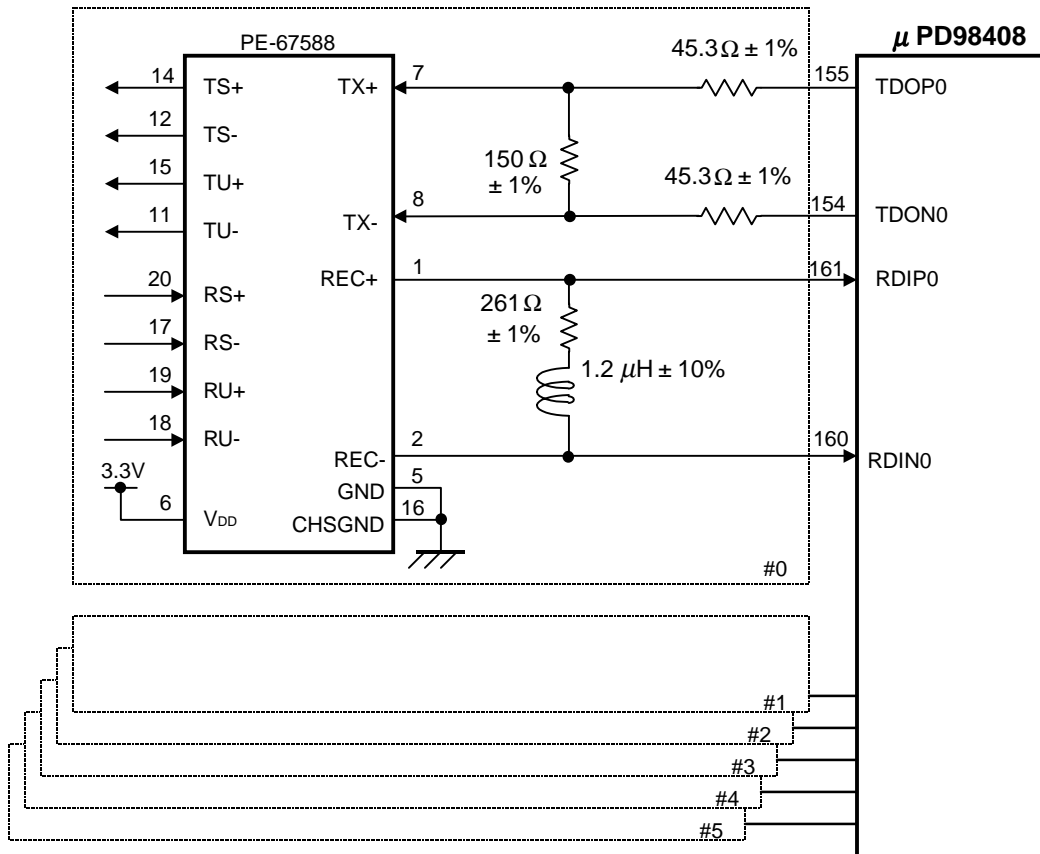 μ PD98408
PE-67588
45.3Ω ± 1%
14 TS+ TX+ 7 155 TDOP0
12 TS-
15 TU+ 150 Ω
± 1% 45.3Ω ± 1%
11 TU- TX- 8 154 TDON0
20 RS+ REC+ 1 161 RDIP0
17 RS- 261 Ω
± 1%
19 RU+ 1.2 μH ± 10%
18 RU- REC- 2 160 RDIN0
3.3V GND 5
6 VDD CHSGND 16
#0
#1
#2
#3
#4
#5